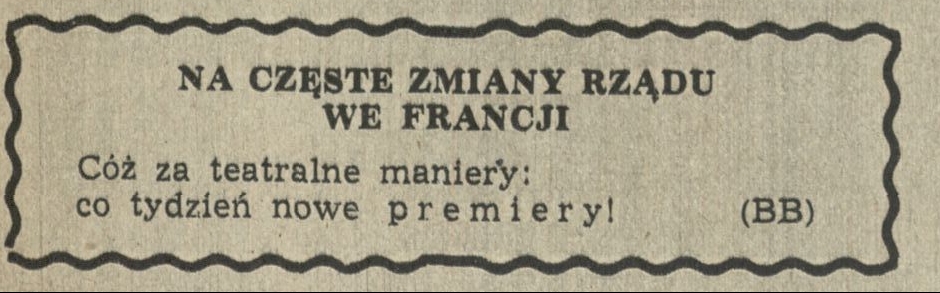 NA CZĘSTE ZMIANY RZĄDU
WE FRANCJI
Cóż za teatralne maniery:
co tydzień nowe premiery! (BB)